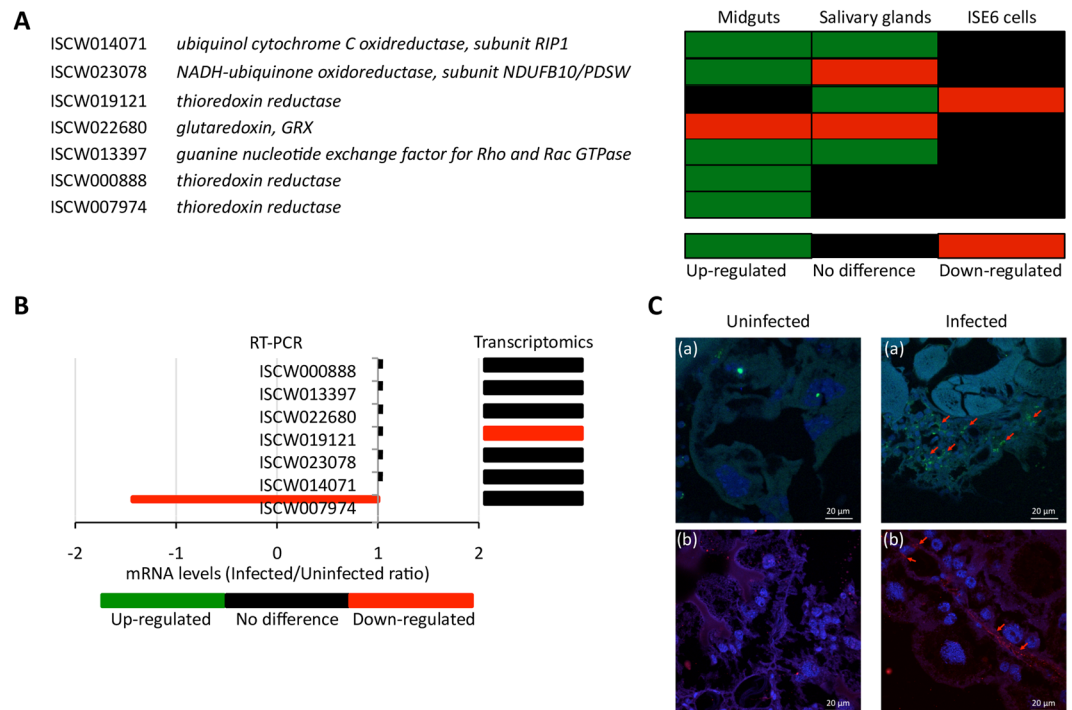 A
Midguts Salivary glands ISE6 cells
ISCW014071 ubiquinol cytochrome C oxidreductase, subunit RIP1
ISCW023078 NADH-ubiquinone oxidoreductase, subunit NDUFB10/PDSW
ISCW019121 thioredoxin reductase
ISCW022680 glutaredoxin, GRX
ISCW013397 guanine nucleotide exchange factor for Rho and Rac GTPase
ISCW000888 thioredoxin reductase
ISCW007974 thioredoxin reductase
Up-regulated No difference Down-regulated
B
RT-PCR Transcriptomics
ISCW000888
ISCW013397
ISCW022680
ISCW019121
ISCW023078
ISCW014071
ISCW007974
-2 -1 0 1 2
mRNA levels (Infected/Uninfected ratio)
Up-regulated No difference Down-regulated
C
Uninfected Infected
(a) (a)
20 µm 20 µm
(b) (b)
20 µm 20 µm